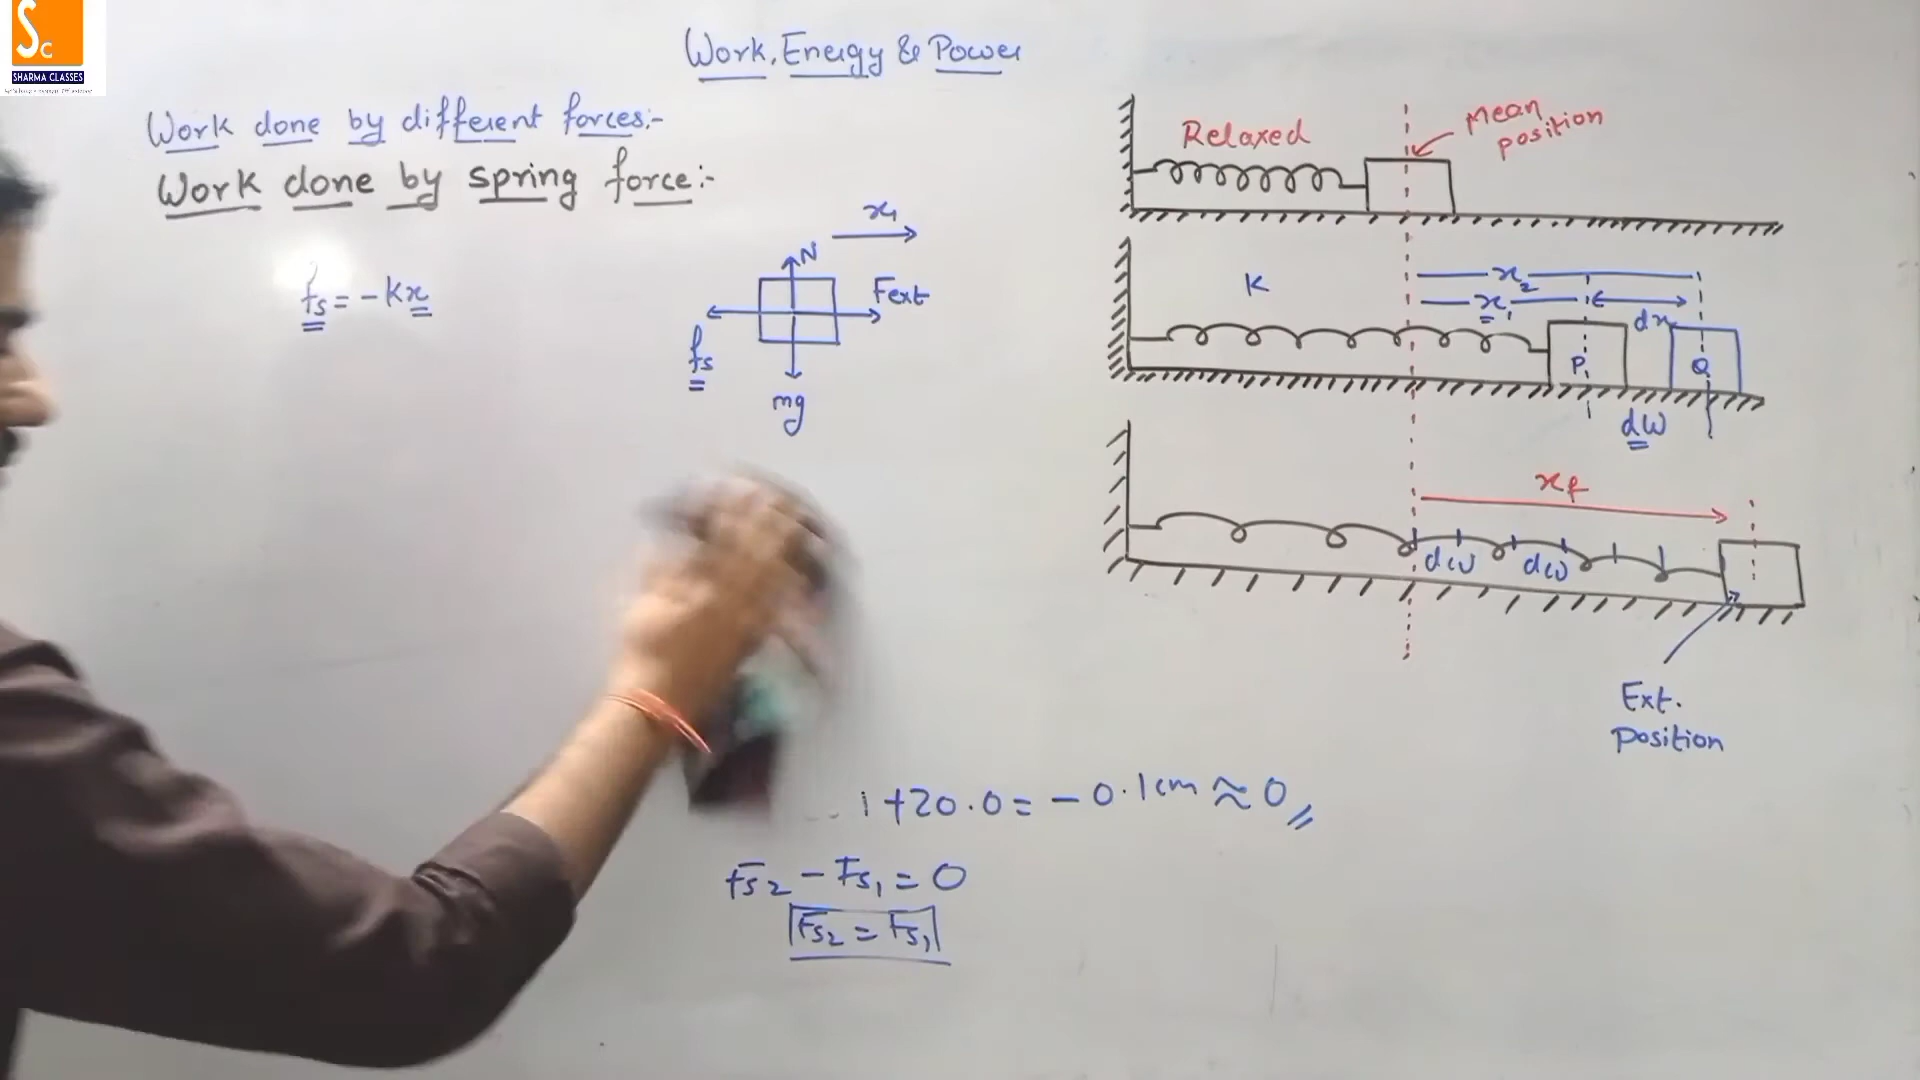 Sc
SHARMA CLASSES
Work, Energy & Power
Work done by different forces:-
Work done by spring force:-
fs = -kx
x1
N
Fext
fs
mg
Relaxed
Mean
position
K
x2
x1
dx
P
Q
dw
xf
dw dw
Ext.
Position
1 + 20.0 = - 0.1cm ≈ 0
Fs2 - Fs1 = 0
Fs2 = Fs1